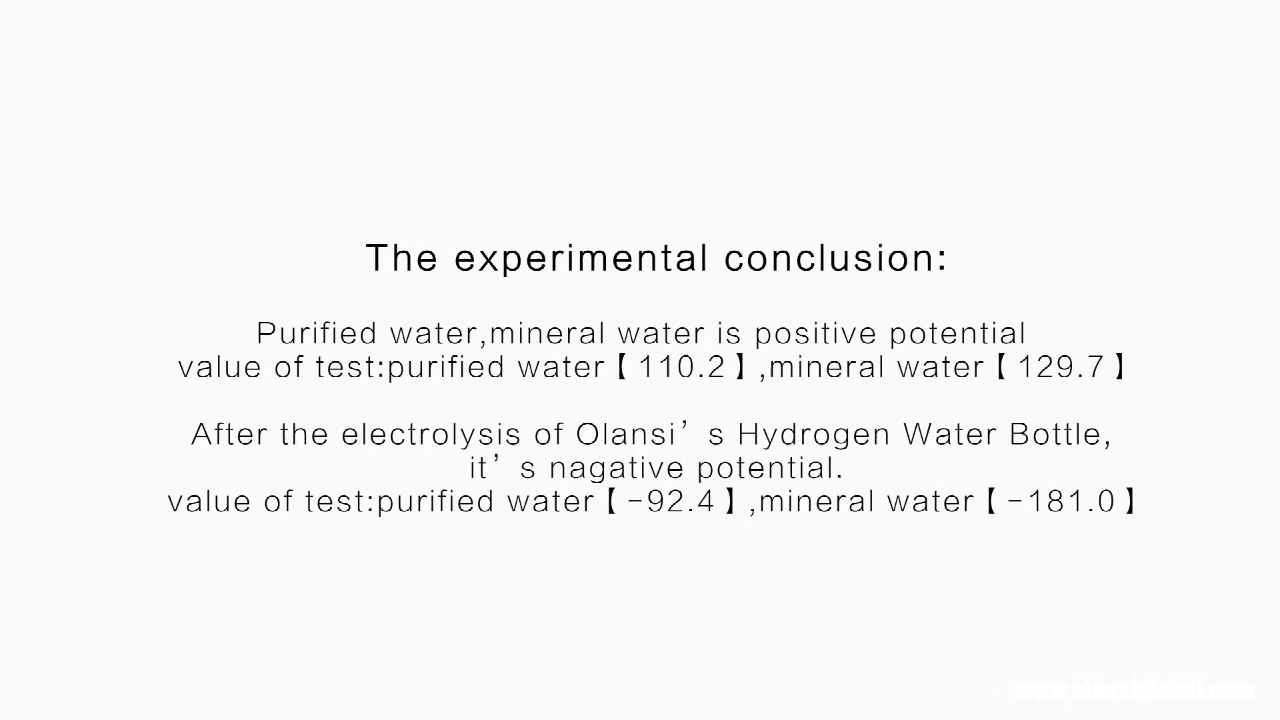 The experimental conclusion:
Purified water,mineral water is positive potential
value of test:purified water【110.2】,mineral water【129.7】
After the electrolysis of Olansi’s Hydrogen Water Bottle,
it’s nagative potential.
value of test:purified water【-92.4】,mineral water【-181.0】